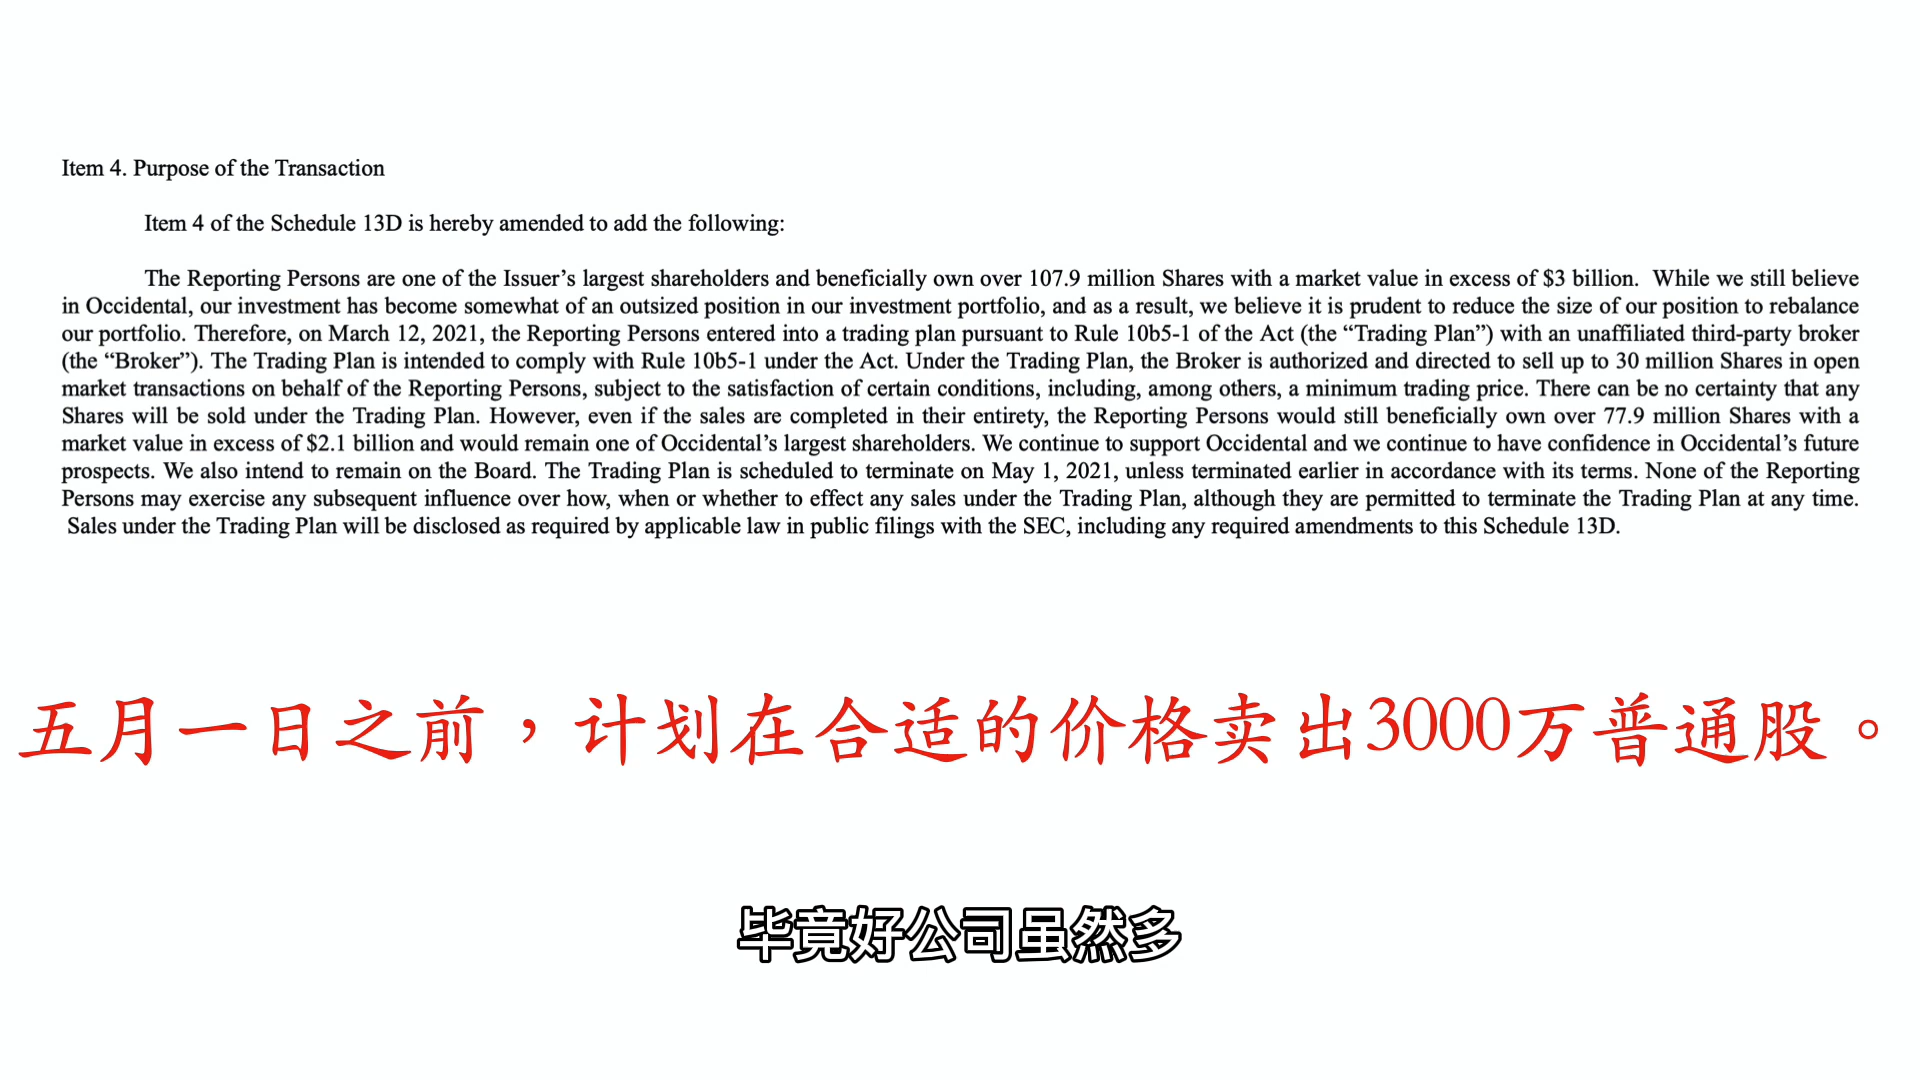 Item 4. Purpose of the Transaction
Item 4 of the Schedule 13D is hereby amended to add the following:
The Reporting Persons are one of the Issuer’s largest shareholders and beneficially own over 107.9 million Shares with a market value in excess of $3 billion.  While we still believe
in Occidental, our investment has become somewhat of an outsized position in our investment portfolio, and as a result, we believe it is prudent to reduce the size of our position to rebalance
our portfolio. Therefore, on March 12, 2021, the Reporting Persons entered into a trading plan pursuant to Rule 10b5-1 of the Act (the “Trading Plan”) with an unaffiliated third-party broker
(the “Broker”). The Trading Plan is intended to comply with Rule 10b5-1 under the Act. Under the Trading Plan, the Broker is authorized and directed to sell up to 30 million Shares in open
market transactions on behalf of the Reporting Persons, subject to the satisfaction of certain conditions, including, among others, a minimum trading price. There can be no certainty that any
Shares will be sold under the Trading Plan. However, even if the sales are completed in their entirety, the Reporting Persons would still beneficially own over 77.9 million Shares with a
market value in excess of $2.1 billion and would remain one of Occidental’s largest shareholders. We continue to support Occidental and we continue to have confidence in Occidental’s future
prospects. We also intend to remain on the Board. The Trading Plan is scheduled to terminate on May 1, 2021, unless terminated earlier in accordance with its terms. None of the Reporting
Persons may exercise any subsequent influence over how, when or whether to effect any sales under the Trading Plan, although they are permitted to terminate the Trading Plan at any time.
Sales under the Trading Plan will be disclosed as required by applicable law in public filings with the SEC, including any required amendments to this Schedule 13D.
五月一日之前，计划在合适的价格卖出3000万普通股。
毕竟好公司虽然多